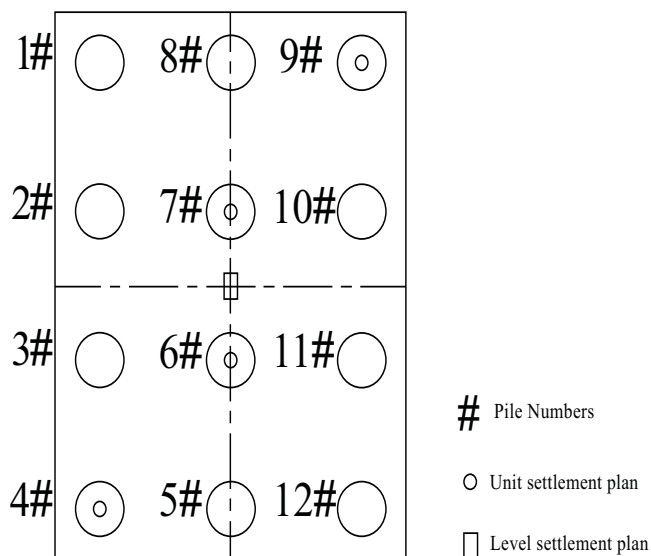 1# 8# 9#
2# 7# 10#
3# 6# 11#
4# 5# 12#
# Pile Numbers
Unit settlement plan
Level settlement plan